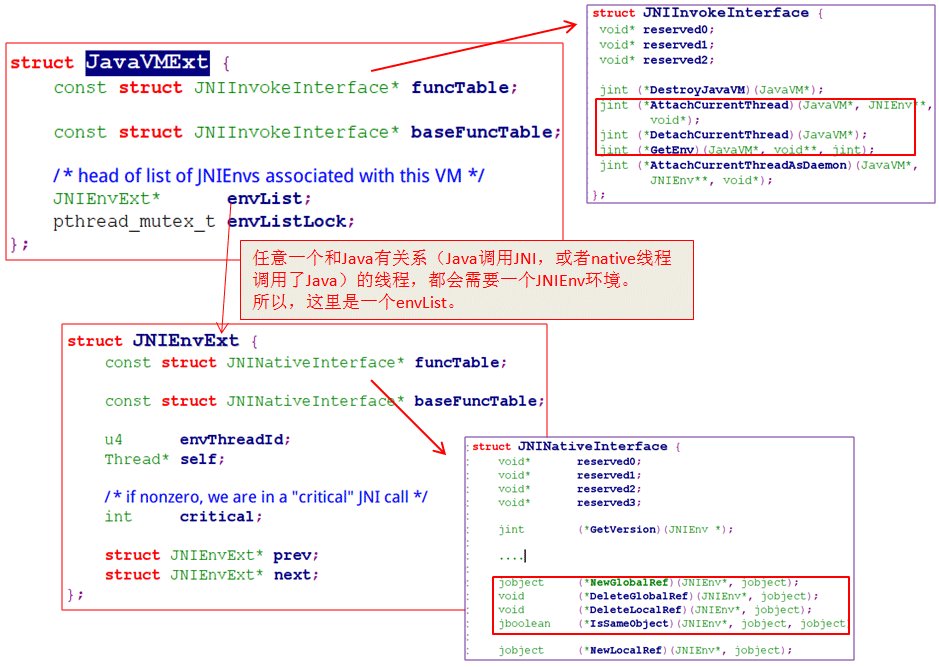 struct JavaVMExt {
const struct JNIInvokeInterface* funcTable;
const struct JNIInvokeInterface* baseFuncTable;
/* head of list of JNIEnvs associated with this VM */
JNIEnvExt* envList;
pthread_mutex_t envListLock;
};
struct JNIInvokeInterface {
void* reserved0;
void* reserved1;
void* reserved2;
jint (*DestroyJavaVM)(JavaVM*);
jint (*AttachCurrentThread)(JavaVM*, JNIEnv**,
void*);
jint (*DetachCurrentThread)(JavaVM*);
jint (*GetEnv)(JavaVM*, void**, jint);
jint (*AttachCurrentThreadAsDaemon)(JavaVM*,
JNIEnv**, void*);
};
任意一个和Java有关系（Java调用JNI，或者native线程
调用了Java）的线程，都会需要一个JNIEnv环境。
所以，这里是一个envList。
struct JNIEnvExt {
const struct JNINativeInterface* funcTable;
const struct JNINativeInterface* baseFuncTable;
u4 envThreadId;
Thread* self;
/* if nonzero, we are in a "critical" JNI call */
int critical;
struct JNIEnvExt* prev;
struct JNIEnvExt* next;
};
struct JNINativeInterface {
void* reserved0;
void* reserved1;
void* reserved2;
void* reserved3;
jint (*GetVersion)(JNIEnv *);
....
jobject (*NewGlobalRef)(JNIEnv*, jobject);
void (*DeleteGlobalRef)(JNIEnv*, jobject);
void (*DeleteLocalRef)(JNIEnv*, jobject);
jboolean (*IsSameObject)(JNIEnv*, jobject, jobject
jobject (*NewLocalRef)(JNIEnv*, jobject);